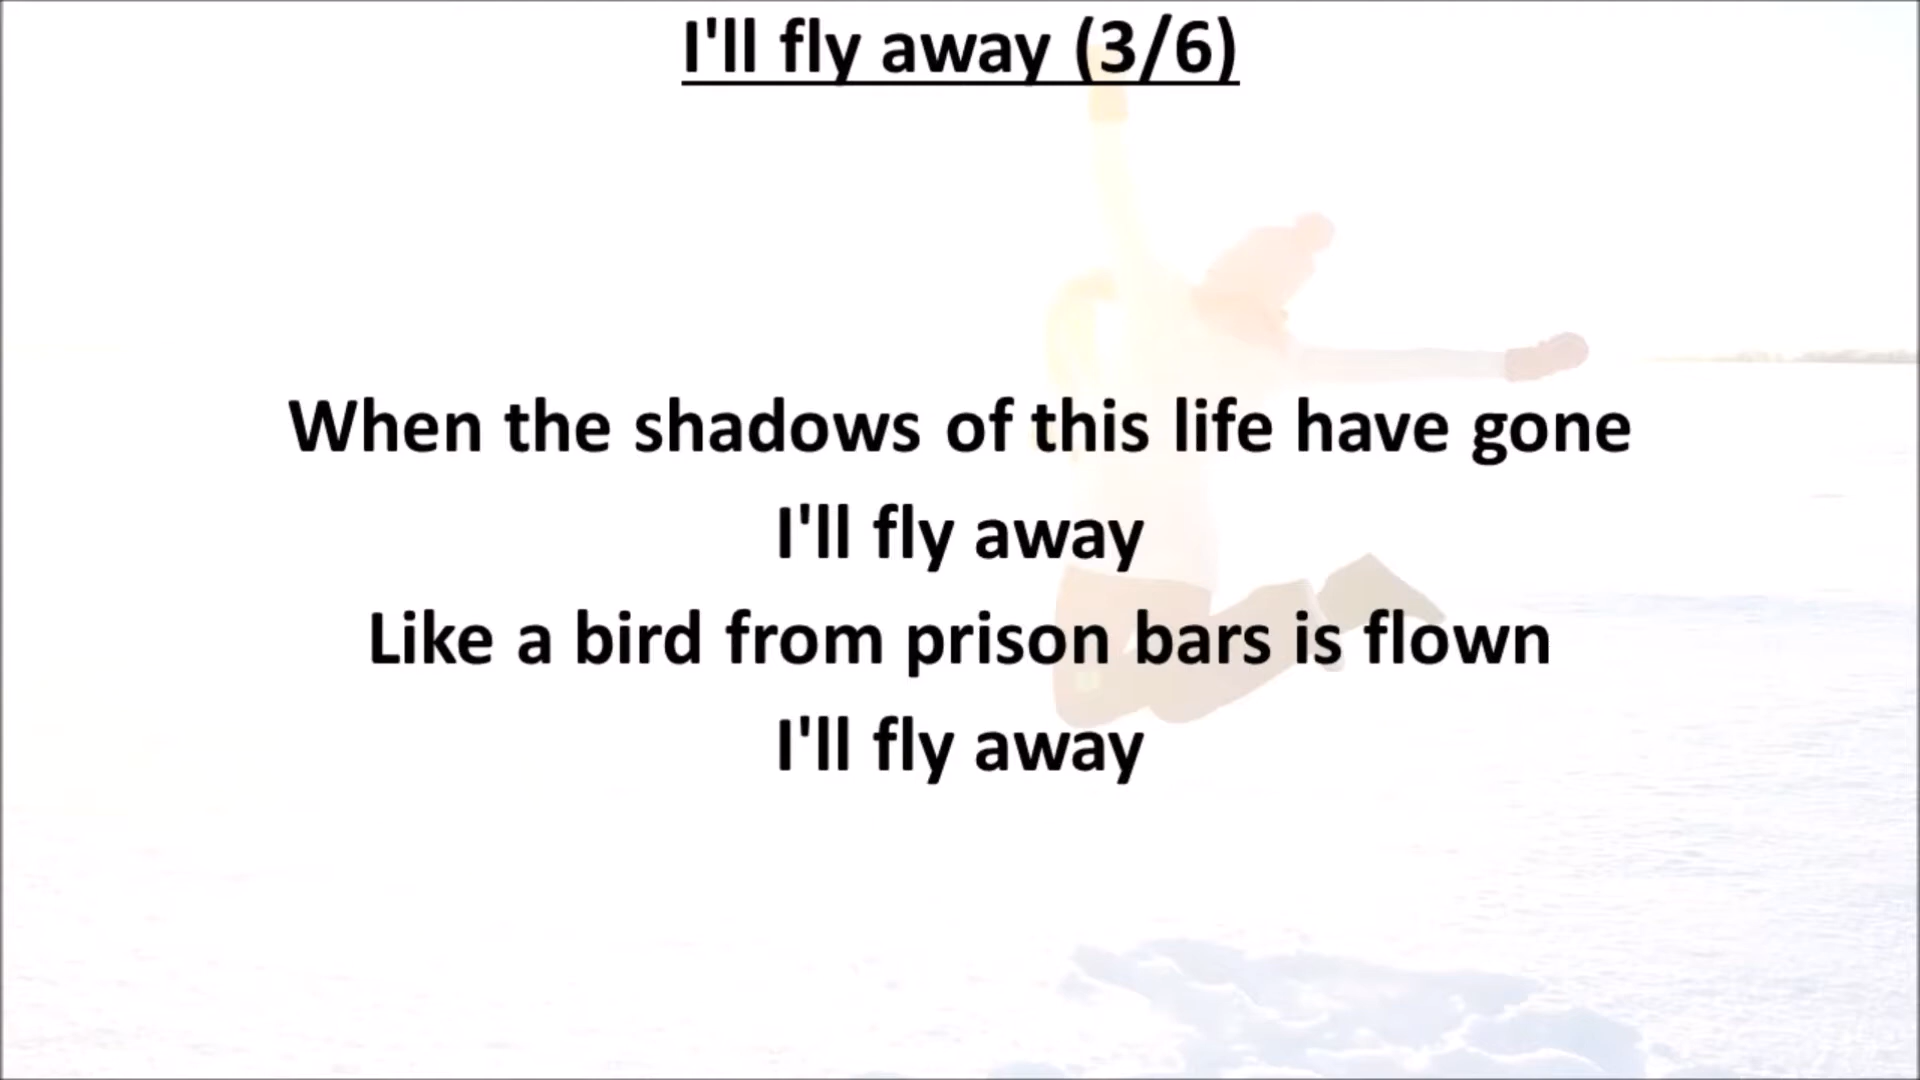 I'll fly away (3/6)
When the shadows of this life have gone
I'll fly away
Like a bird from prison bars is flown
I'll fly away